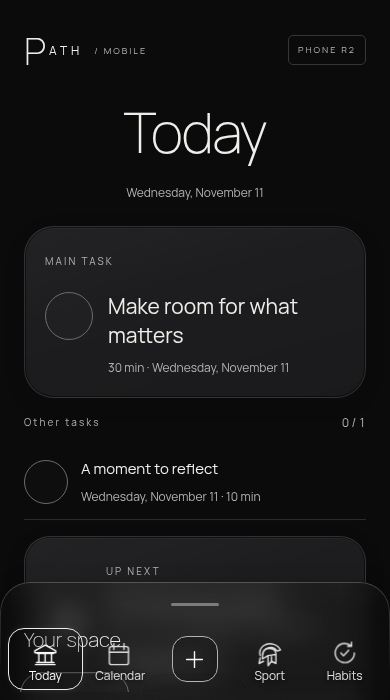 PATH / MOBILE
PHONE R2
Today
Wednesday, November 11
MAIN TASK
Make room for what
matters
30 min · Wednesday, November 11
Other tasks
0 / 1
A moment to reflect
Wednesday, November 11 · 10 min
UP NEXT
Your space
Today
Calendar
Sport
Habits